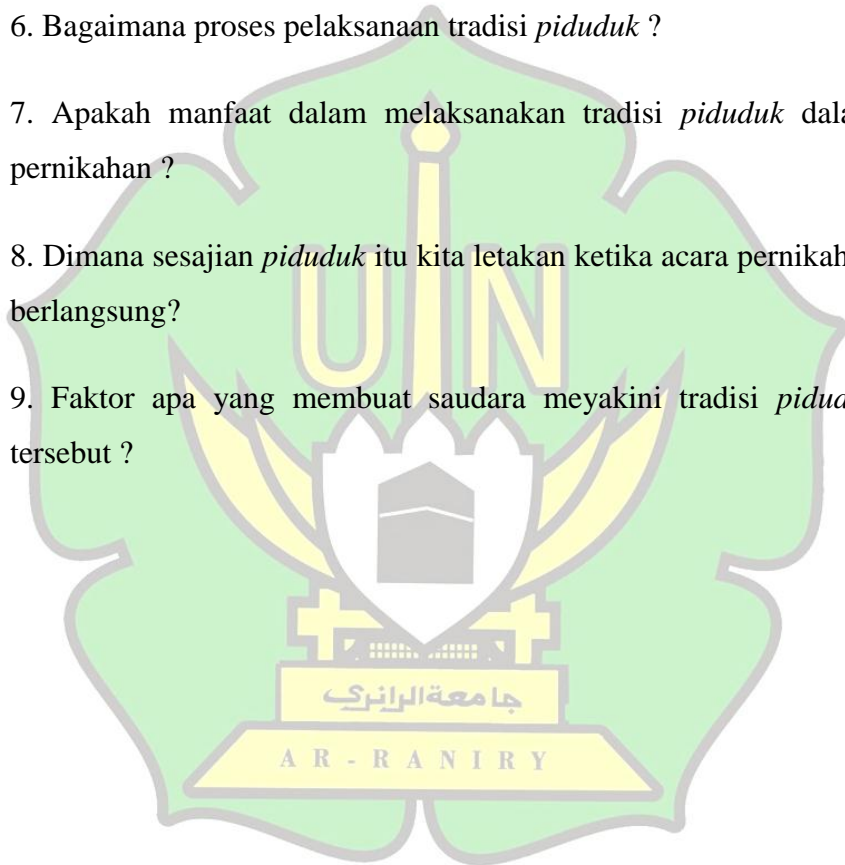 6. Bagaimana proses pelaksanaan tradisi piduduk ?
7. Apakah manfaat dalam melaksanakan tradisi piduduk dala
pernikahan ?
8. Dimana sesajian piduduk itu kita letakan ketika acara pernikah
berlangsung?
9. Faktor apa yang membuat saudara meyakini tradisi pidud
tersebut ?
UIN
جامعةالرانري
AR-RANIRY